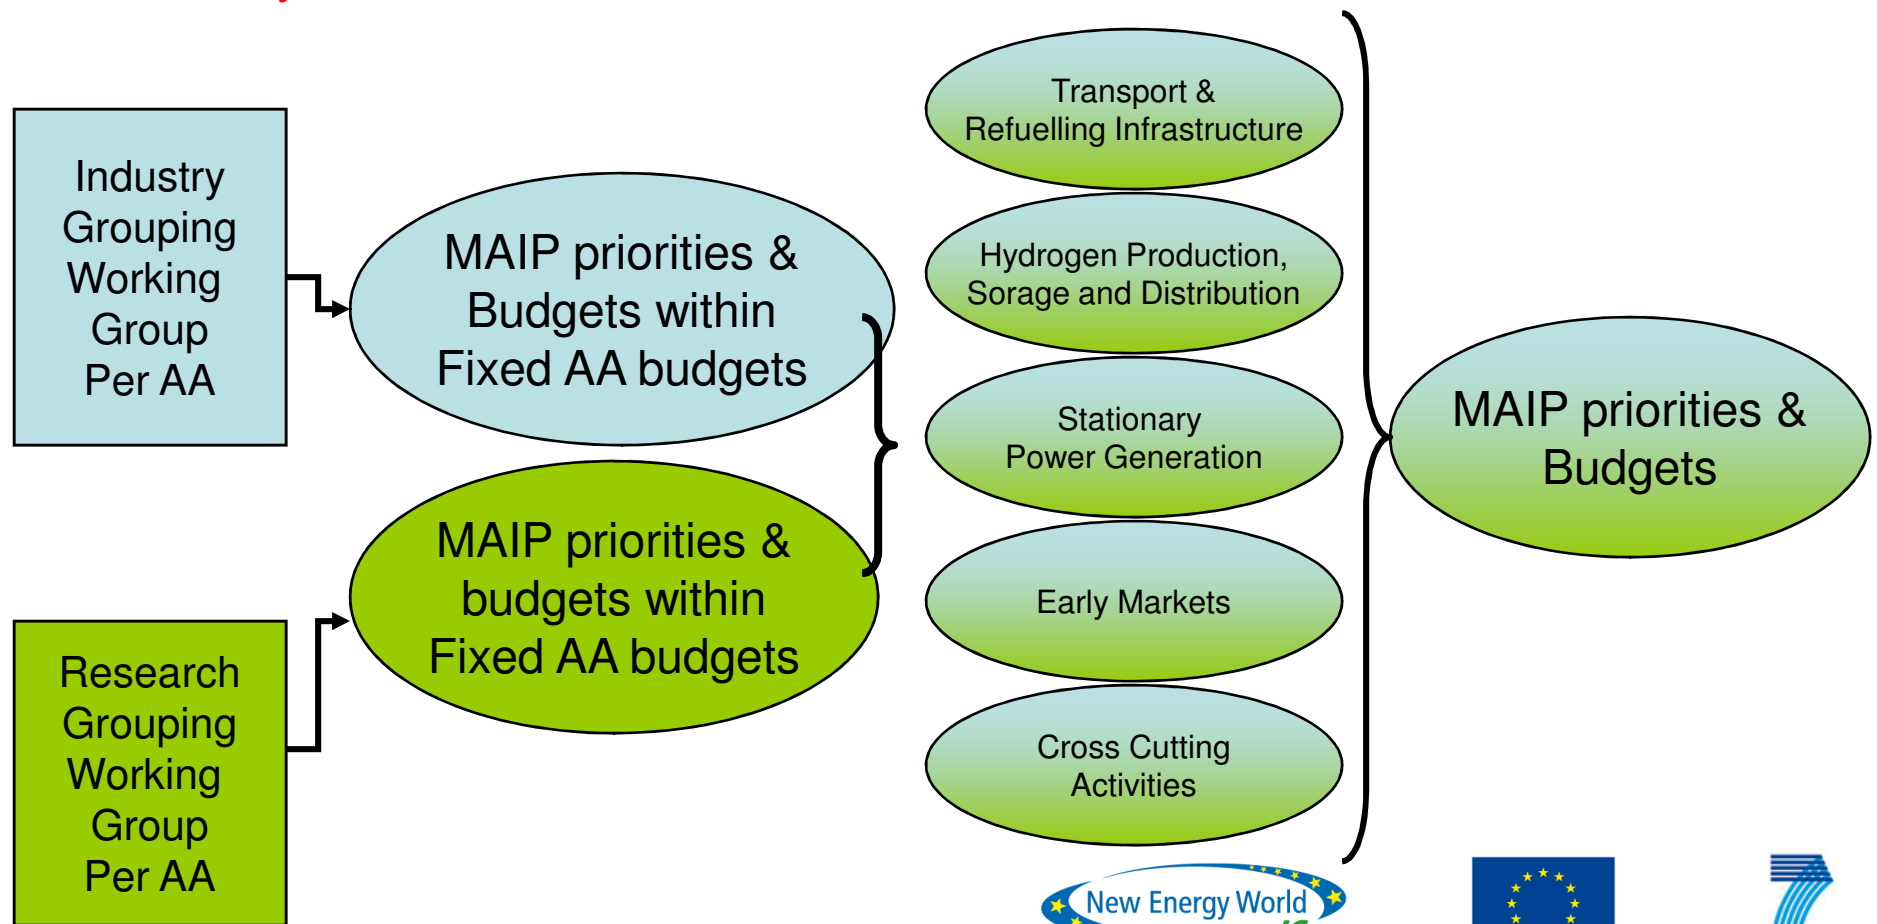 Industry
Grouping
Working
Group
Per AA
MAIP priorities &
Budgets within
Fixed AA budgets
Research
Grouping
Working
Group
Per AA
MAIP priorities &
budgets within
Fixed AA budgets
Transport &
Refuelling Infrastructure
Hydrogen Production,
Sorage and Distribution
Stationary
Power Generation
Early Markets
Cross Cutting
Activities
MAIP priorities &
Budgets
New Energy World